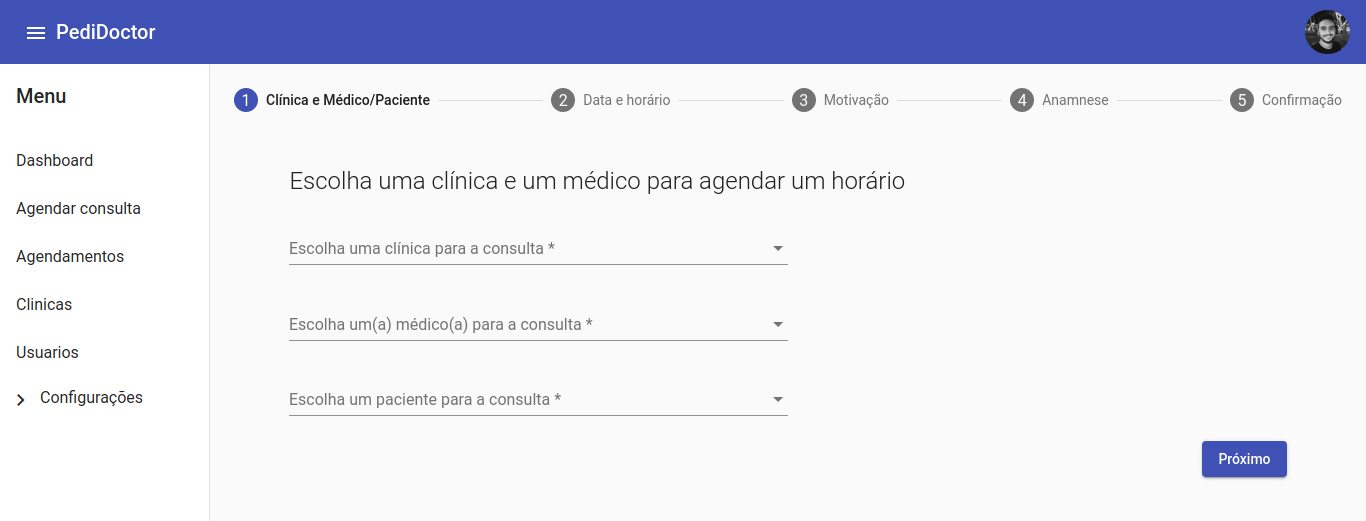 PediDoctor
Menu
Dashboard
Agendar consulta
Agendamentos
Clinicas
Usuarios
Configurações
1 Clínica e Médico/Paciente 2 Data e horário 3 Motivação 4 Anamnese 5 Confirmação
Escolha uma clínica e um médico para agendar um horário
Escolha uma clínica para a consulta *
Escolha um(a) médico(a) para a consulta *
Escolha um paciente para a consulta *
Próximo